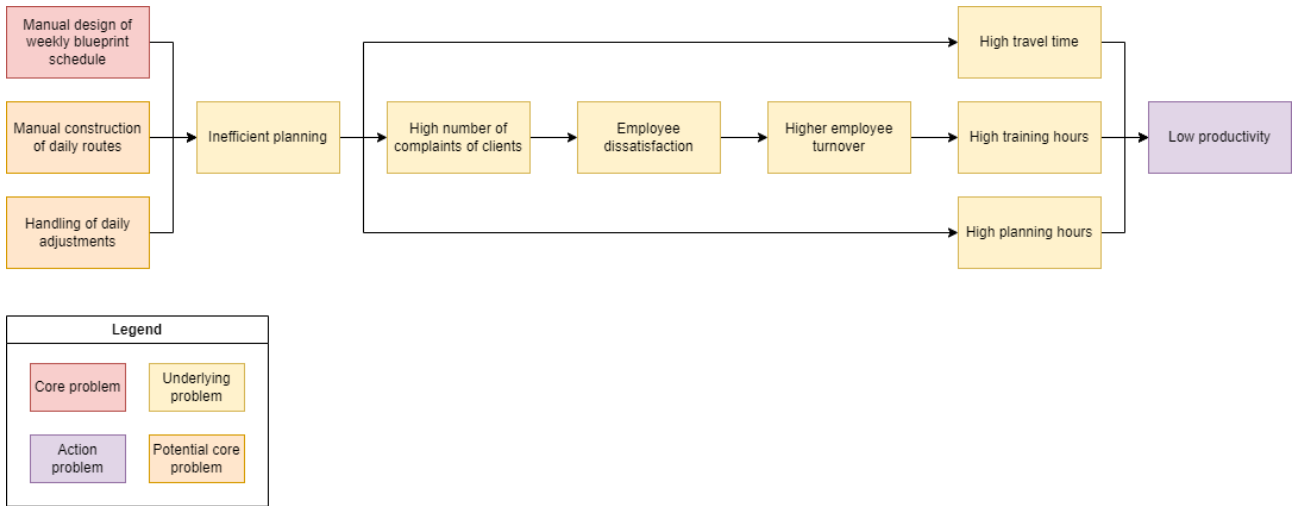 Manual design of
weekly blueprint
schedule
Manual construction
of daily routes
Handling of daily
adjustments
Inefficient planning
High number of
complaints of clients
Employee
dissatisfaction
Higher employee
turnover
High travel time
High training hours
High planning hours
Low productivity
Legend
Core problem
Underlying
problem
Action
problem
Potential core
problem